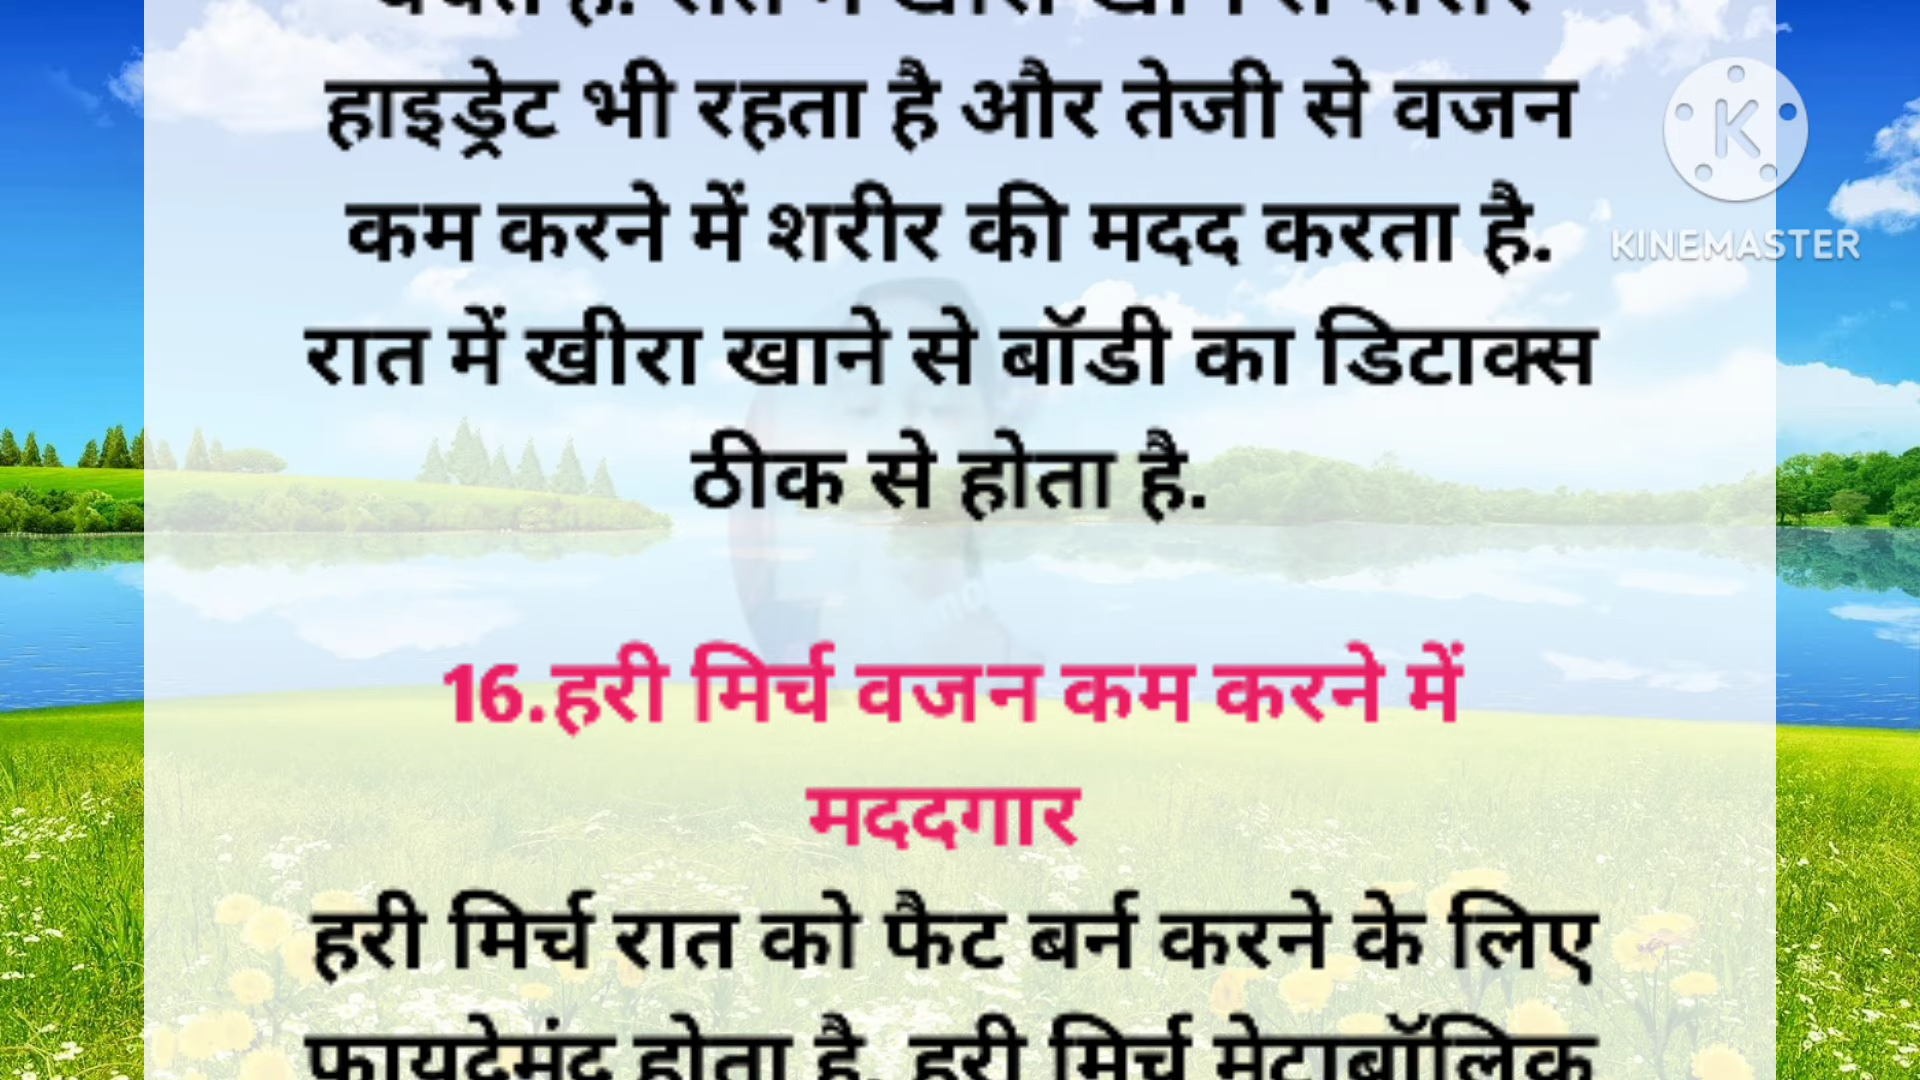 हाइड्रेट भी रहता है और तेजी से वजन
कम करने में शरीर की मदद करता है.
रात में खीरा खाने से बॉडी का डिटाक्स
ठीक से होता है.
16.हरी मिर्च वजन कम करने में
मददगार
हरी मिर्च रात को फैट बर्न करने के लिए
फायदेमंद होता है. हरी मिर्च मेटाबॉलिक
K
KINEMASTER